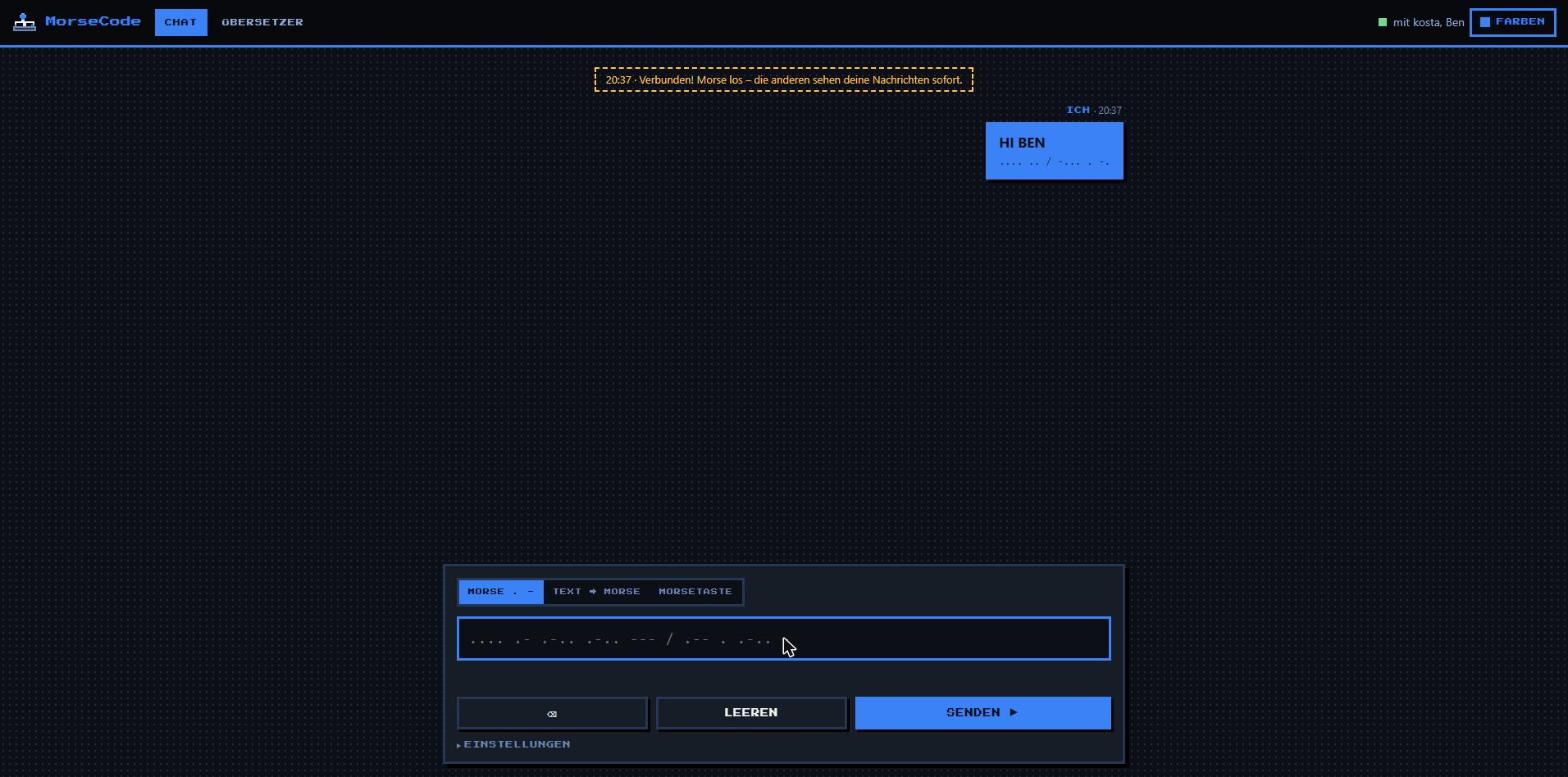 MorseCode CHAT ÜBERSETZER mit kosta, Ben FARBEN
20:37 · Verbunden! Morse los – die anderen sehen deine Nachrichten sofort.
ICH · 20:37
HI BEN
.... .. / -... . -.
MORSE . - TEXT ➡ MORSE MORSETASTE
.... .- .-.. .-.. --- / .-- . .-..
⌫ LEEREN SENDEN ►
▸ EINSTELLUNGEN